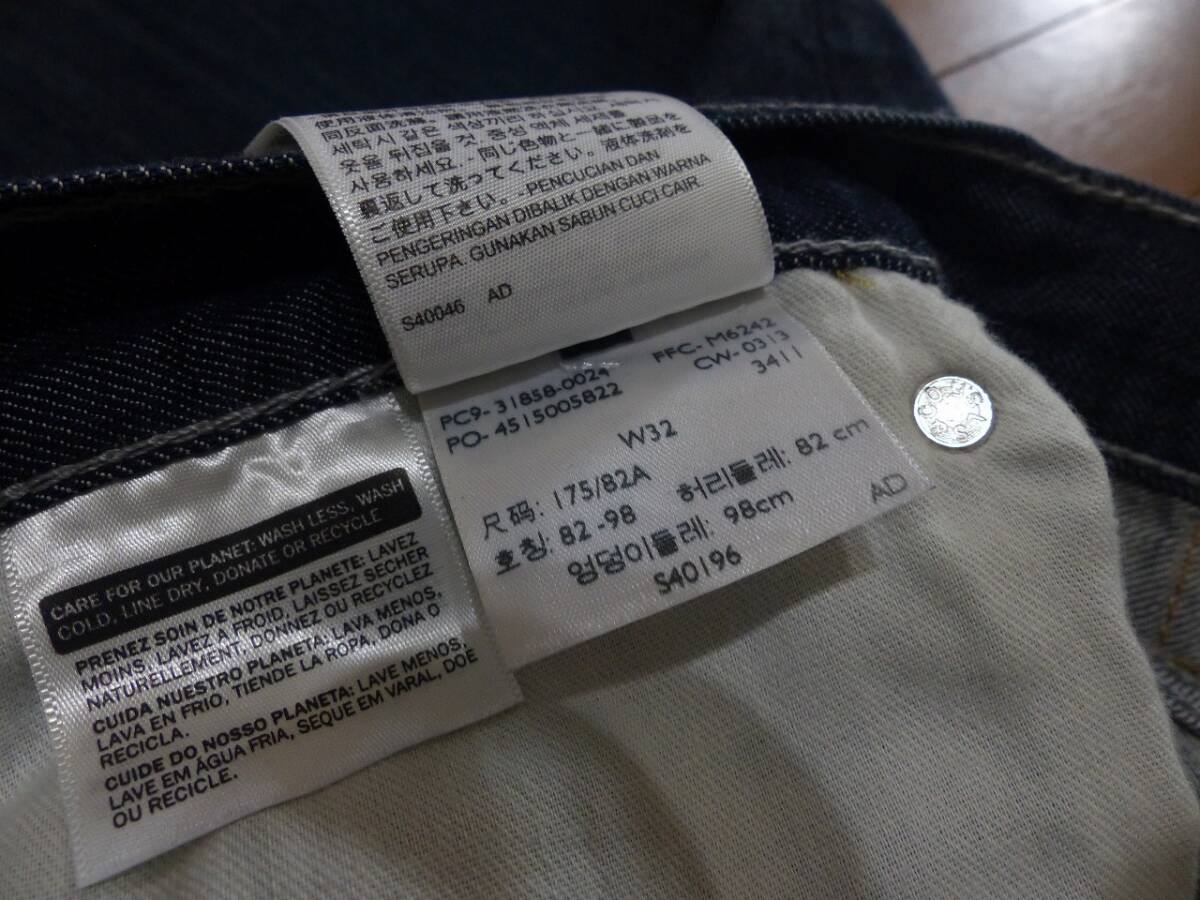 同反面洗滌
세탁시 같은 색상끼리 하십시요.
옷을 뒤집을 것. 중성 액체 세제를
사용하세요. -同じ色物と一緒に製品を
裏返して洗ってください。液体洗剤を
ご使用下さい。 -PENCUCIAN DAN
PENGERINGAN DIBALIK DENGAN WARNA
SERUPA. GUNAKAN SABUN CUCI CAIR
S40046 AD
PC9- 31858-0024 FFC- M6242
PO- 4515005822 CW- 0313
3411
W32
尺码: 175/82A 허리둘레: 82 cm
호칭: 82 -98
엉덩이둘레: 98cm
S40196 AD
CARE FOR OUR PLANET: WASH LESS, WASH
COLD, LINE DRY, DONATE OR RECYCLE
PRENEZ SOIN DE NOTRE PLANETE: LAVEZ
MOINS, LAVEZ A FROID, LAISSEZ SECHER
NATURELLEMENT, DONNEZ OU RECYCLEZ
CUIDA NUESTRO PLANETA: LAVA MENOS,
LAVA EN FRIO, TIENDE LA ROPA, DONA O
RECICLA.
CUIDE DO NOSSO PLANETA: LAVE MENOS,
LAVE EM ÁGUA FRIA, SEQUE EM VARAL, DOE
OU RECICLE.